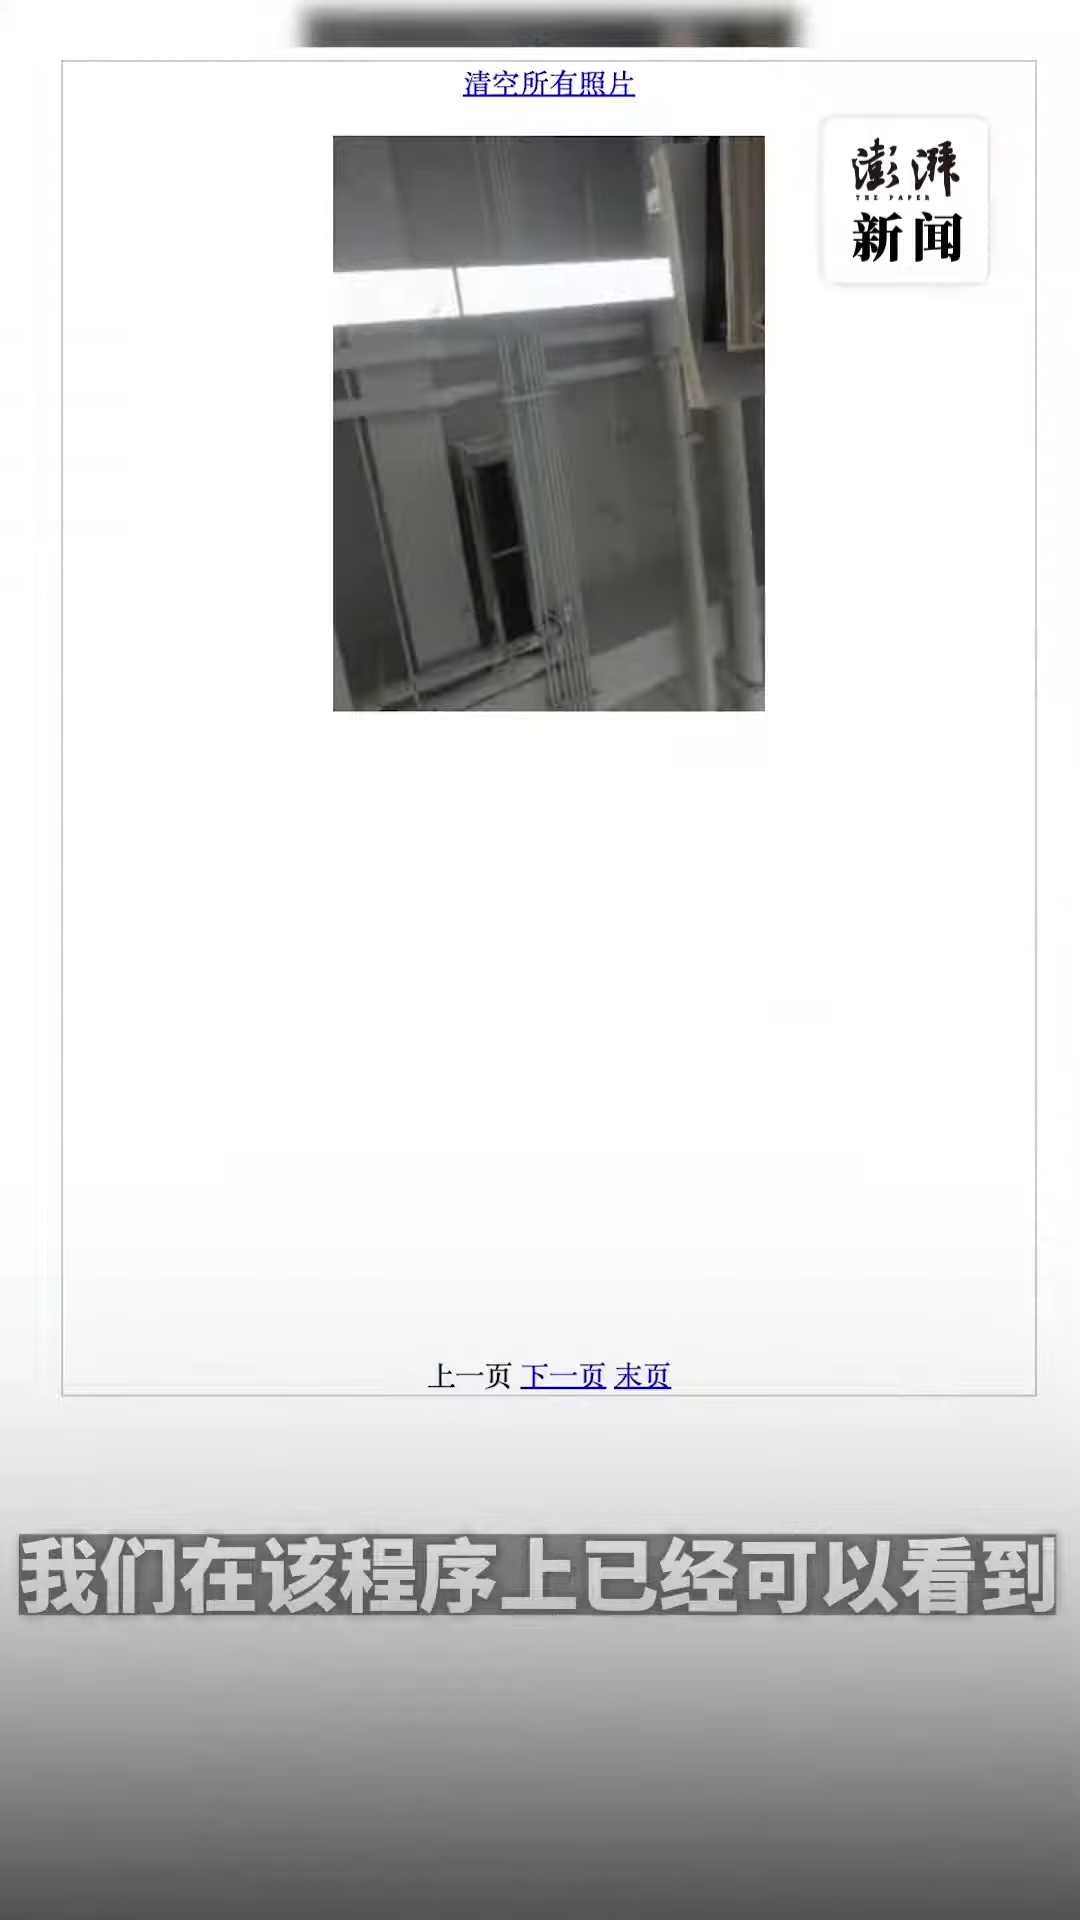 清空所有照片
澎湃
THE PAPER
新闻
上一页 下一页 末页
我们在该程序上已经可以看到